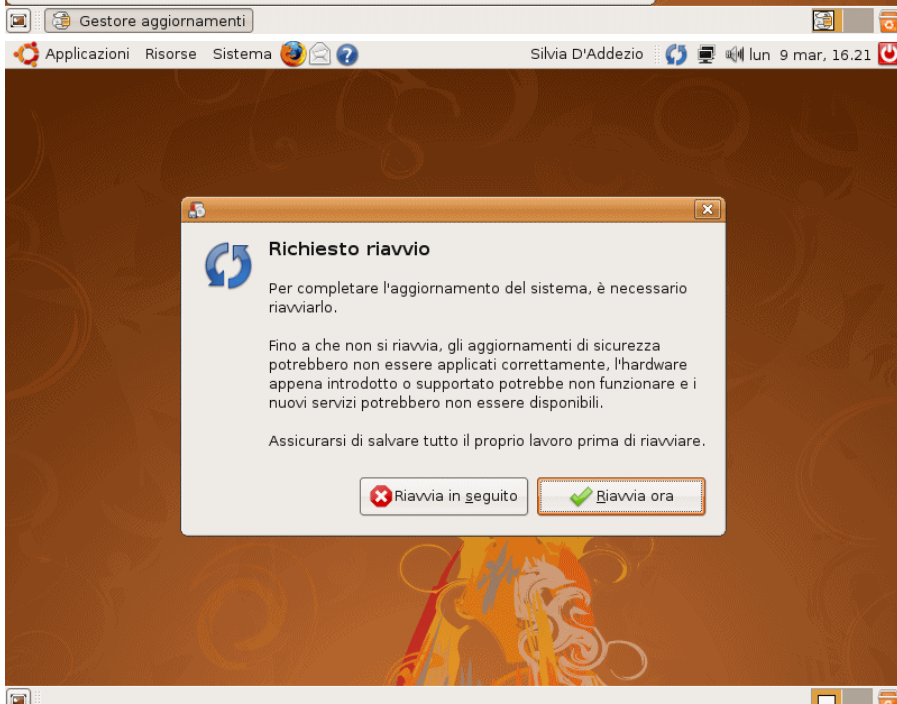 Gestore aggiornamenti
Applicazioni Risorse Sistema Silvia D'Addezio lun 9 mar, 16.21
Richiesto riavvio
Per completare l'aggiornamento del sistema, è necessario
riavviarlo.
Fino a che non si riavvia, gli aggiornamenti di sicurezza
potrebbero non essere applicati correttamente, l'hardware
appena introdotto o supportato potrebbe non funzionare e i
nuovi servizi potrebbero non essere disponibili.
Assicurarsi di salvare tutto il proprio lavoro prima di riavviare.
Riavvia in seguito Riavvia ora